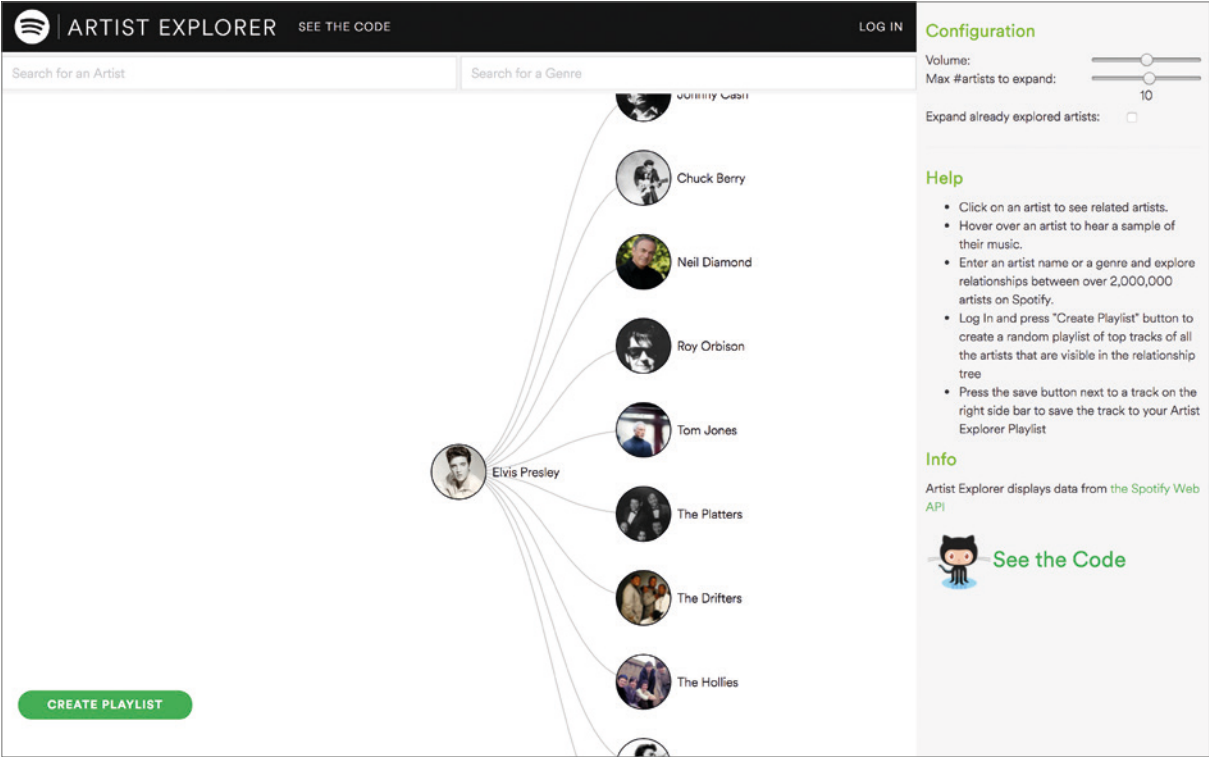 ARTIST EXPLORER
SEE THE CODE
LOG IN
Search for an Artist
Search for a Genre
Johnny Cash
Chuck Berry
Neil Diamond
Roy Orbison
Tom Jones
Elvis Presley
The Platters
The Drifters
The Hollies
CREATE PLAYLIST
Configuration
Volume:
Max #artists to expand:
10
Expand already explored artists:
Help
• Click on an artist to see related artists.
• Hover over an artist to hear a sample of
their music.
• Enter an artist name or a genre and explore
relationships between over 2,000,000
artists on Spotify.
• Log In and press "Create Playlist" button to
create a random playlist of top tracks of all
the artists that are visible in the relationship
tree
• Press the save button next to a track on the
right side bar to save the track to your Artist
Explorer Playlist
Info
Artist Explorer displays data from the Spotify Web
API
See the Code